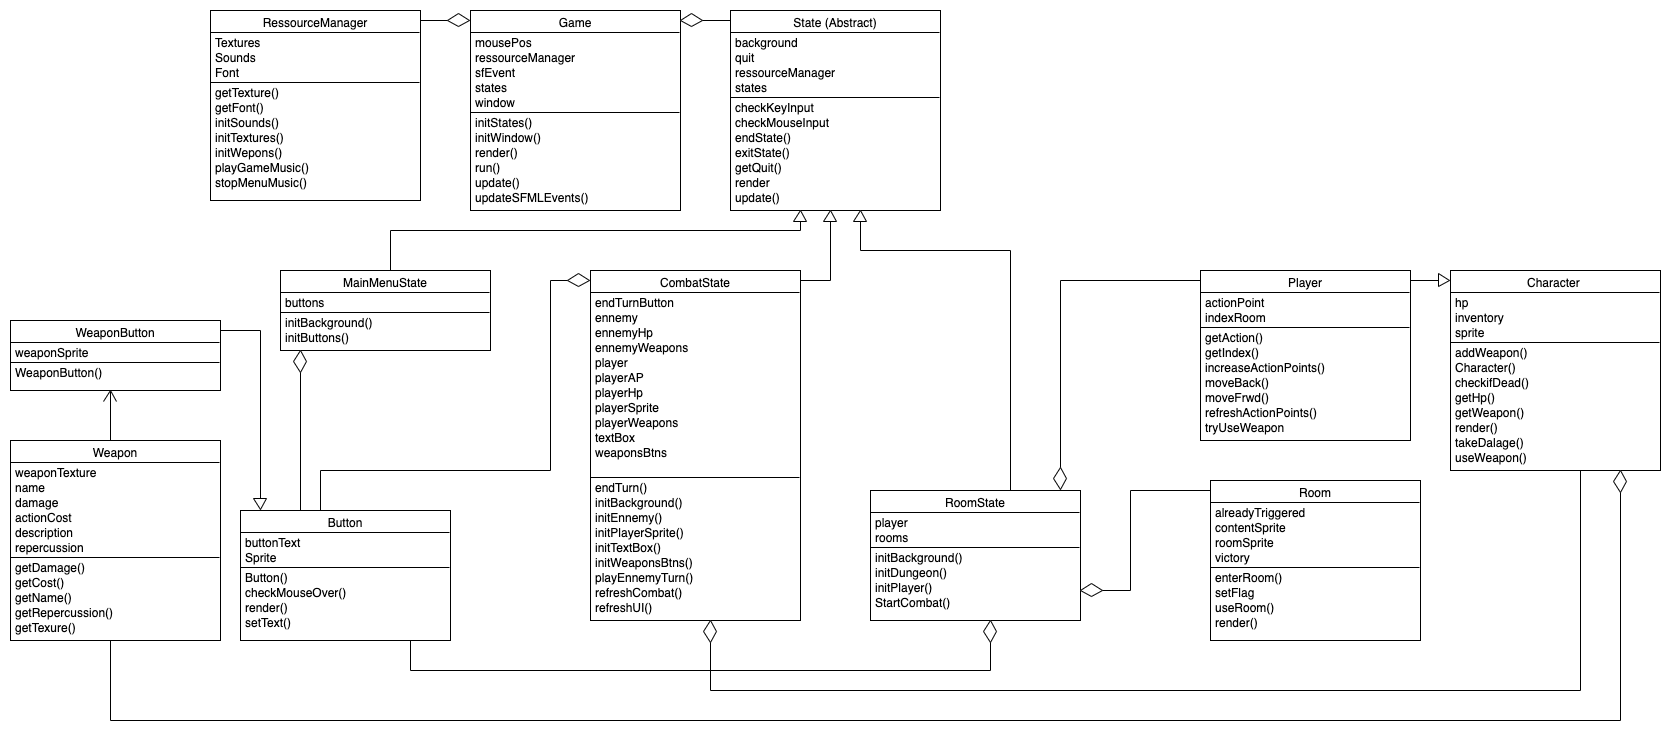 RessourceManager
Textures
Sounds
Font
getTexture()
getFont()
initSounds()
initTextures()
initWepons()
playGameMusic()
stopMenuMusic()
Game
mousePos
ressourceManager
sfEvent
states
window
initStates()
initWindow()
render()
run()
update()
updateSFMLEvents()
State (Abstract)
background
quit
ressourceManager
states
checkKeyInput
checkMouseInput
endState()
exitState()
getQuit()
render
update()
MainMenuState
buttons
initBackground()
initButtons()
CombatState
endTurnButton
ennemy
ennemyHp
ennemyWeapons
player
playerAP
playerHp
playerSprite
playerWeapons
textBox
weaponsBtns
endTurn()
initBackground()
initEnnemy()
initPlayerSprite()
initTextBox()
initWeaponsBtns()
playEnnemyTurn()
refreshCombat()
refreshUI()
Player
actionPoint
indexRoom
getAction()
getIndex()
increaseActionPoints()
moveBack()
moveFrwd()
refreshActionPoints()
tryUseWeapon
Character
hp
inventory
sprite
addWeapon()
Character()
checkifDead()
getHp()
getWeapon()
render()
takeDalage()
useWeapon()
WeaponButton
weaponSprite
WeaponButton()
Weapon
weaponTexture
name
damage
actionCost
description
repercussion
getDamage()
getCost()
getName()
getRepercussion()
getTexure()
Button
buttonText
Sprite
Button()
checkMouseOver()
render()
setText()
RoomState
player
rooms
initBackground()
initDungeon()
initPlayer()
StartCombat()
Room
alreadyTriggered
contentSprite
roomSprite
victory
enterRoom()
setFlag
useRoom()
render()